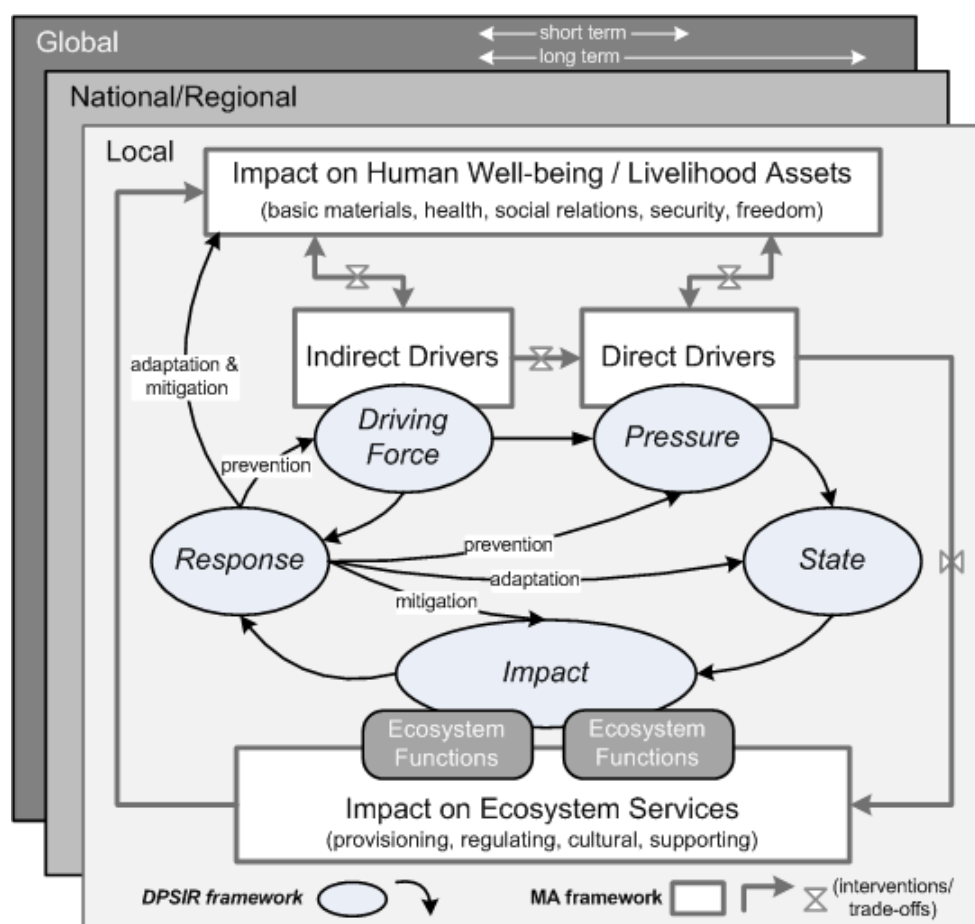 Global
short term
long term
National/Regional
Local
Impact on Human Well-being / Livelihood Assets
(basic materials, health, social relations, security, freedom)
Indirect Drivers
Direct Drivers
adaptation &
mitigation
Driving
Force
Pressure
prevention
Response
prevention
State
adaptation
mitigation
Impact
Ecosystem
Functions
Ecosystem
Functions
Impact on Ecosystem Services
(provisioning, regulating, cultural, supporting)
DPSIR framework
MA framework
(interventions/
trade-offs)